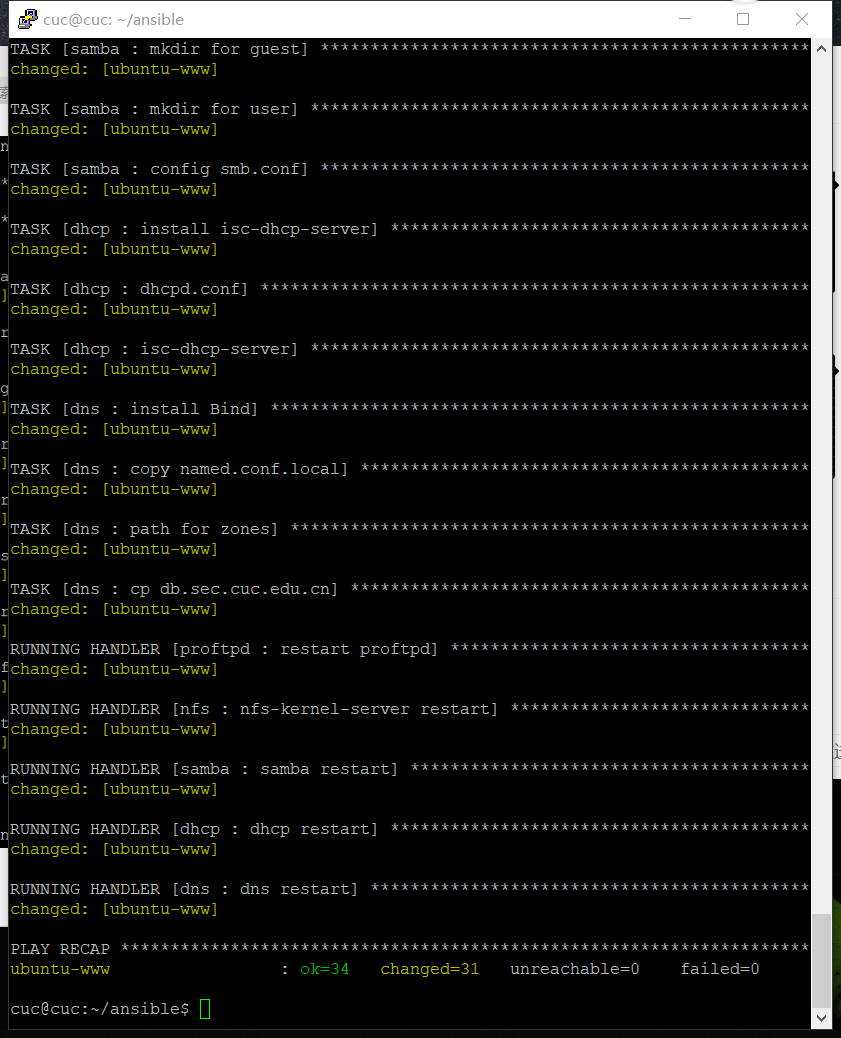 cuc@cuc: ~/ansible
TASK [samba : mkdir for guest] *************************************************
changed: [ubuntu-www]
TASK [samba : mkdir for user] **************************************************
changed: [ubuntu-www]
TASK [samba : config smb.conf] *************************************************
changed: [ubuntu-www]
TASK [dhcp : install isc-dhcp-server] ******************************************
changed: [ubuntu-www]
TASK [dhcp : dhcpd.conf] *******************************************************
changed: [ubuntu-www]
TASK [dhcp : isc-dhcp-server] **************************************************
changed: [ubuntu-www]
TASK [dns : install Bind] ******************************************************
changed: [ubuntu-www]
TASK [dns : copy named.conf.local] *********************************************
changed: [ubuntu-www]
TASK [dns : path for zones] ****************************************************
changed: [ubuntu-www]
TASK [dns : cp db.sec.cuc.edu.cn] **********************************************
changed: [ubuntu-www]
RUNNING HANDLER [proftpd : restart proftpd] ************************************
changed: [ubuntu-www]
RUNNING HANDLER [nfs : nfs-kernel-server restart] ******************************
changed: [ubuntu-www]
RUNNING HANDLER [samba : samba restart] ****************************************
changed: [ubuntu-www]
RUNNING HANDLER [dhcp : dhcp restart] ******************************************
changed: [ubuntu-www]
RUNNING HANDLER [dns : dns restart] ********************************************
changed: [ubuntu-www]
PLAY RECAP *********************************************************************
ubuntu-www                 : ok=34   changed=31   unreachable=0    failed=0
cuc@cuc:~/ansible$